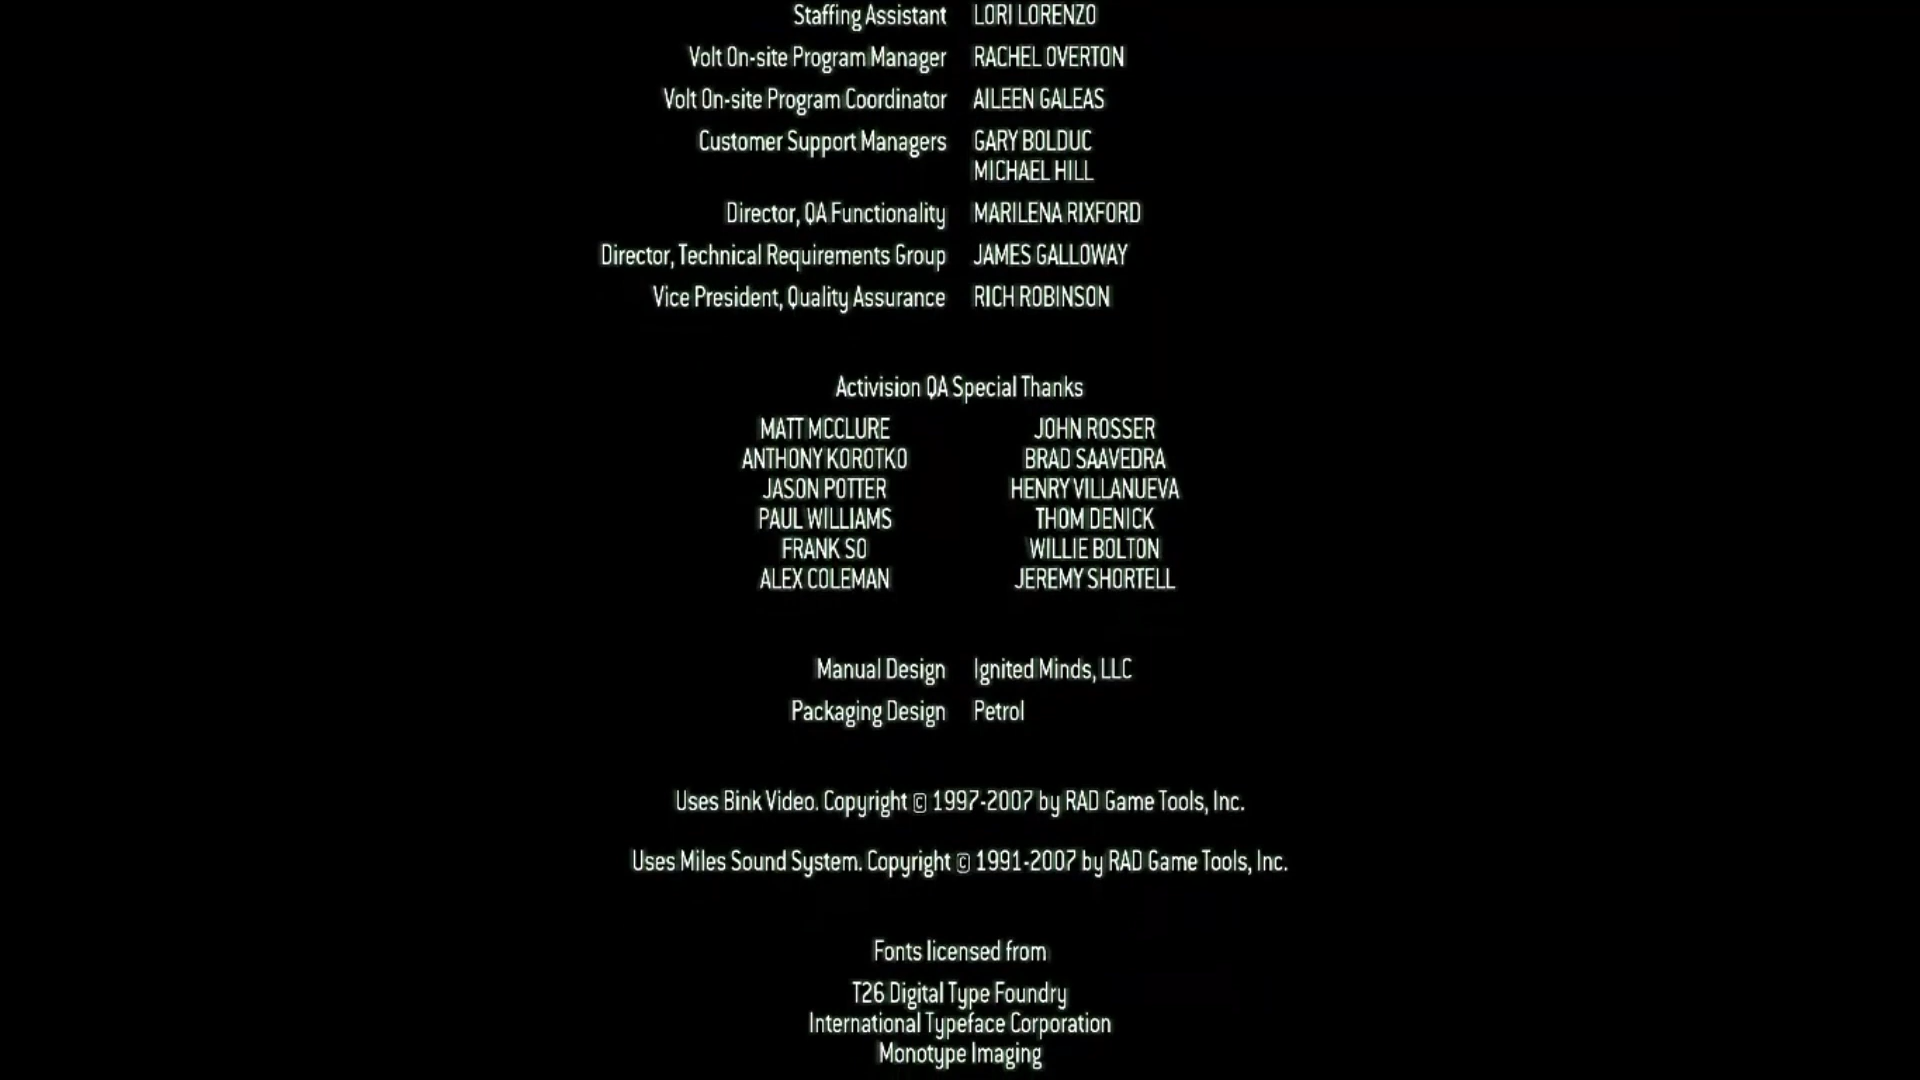 Staffing Assistant LORI LORENZO
Volt On-site Program Manager RACHEL OVERTON
Volt On-site Program Coordinator AILEEN GALEAS
Customer Support Managers GARY BOLDUC
MICHAEL HILL
Director, QA Functionality MARILENA RIXFORD
Director, Technical Requirements Group JAMES GALLOWAY
Vice President, Quality Assurance RICH ROBINSON
Activision QA Special Thanks
MATT MCCLURE JOHN ROSSER
ANTHONY KOROTKO BRAD SAAVEDRA
JASON POTTER HENRY VILLANUEVA
PAUL WILLIAMS THOM DENICK
FRANK SO WILLIE BOLTON
ALEX COLEMAN JEREMY SHORTELL
Manual Design Ignited Minds, LLC
Packaging Design Petrol
Uses Bink Video. Copyright © 1997-2007 by RAD Game Tools, Inc.
Uses Miles Sound System. Copyright © 1991-2007 by RAD Game Tools, Inc.
Fonts licensed from
T26 Digital Type Foundry
International Typeface Corporation
Monotype Imaging